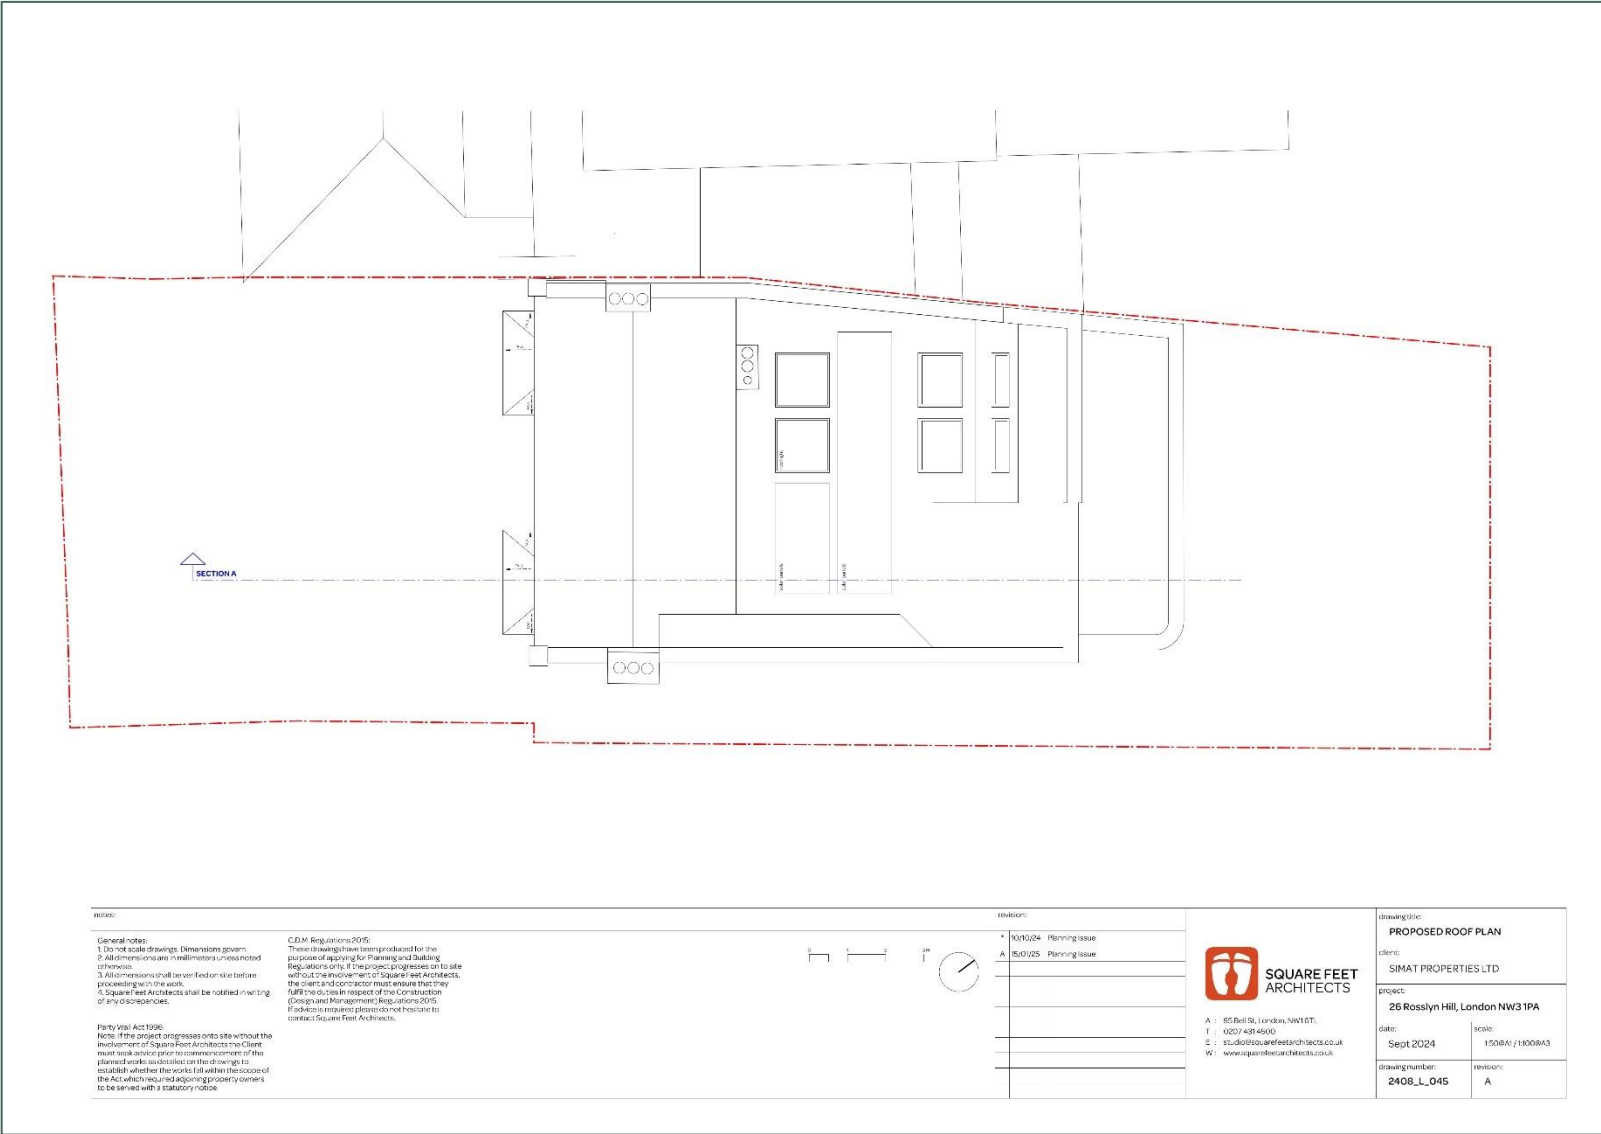 rooflight
solar panels
solar panels
SECTION A
notes:
General notes:
1. Do not scale drawings. Dimensions govern.
2. All dimensions are in millimeters unless noted
otherwise.
3. All dimensions shall be verified on site before
proceeding with the work.
4. Square Feet Architects shall be notified in writing
of any discrepancies.
Party Wall Act 1996:
Note: If the project progresses onto site without the
involvement of Square Feet Architects the Client
must seek advice prior to commencement of the
planned works as detailed on the drawings to
establish whether the works fall within the scope of
the Act which required adjoining property owners
to be served with a statutory notice.
C.D.M. Regulations 2015:
These drawings have been produced for the
purpose of applying for Planning and Building
Regulations only. If the project progresses on to site
without the involvement of Square Feet Architects,
the client and contractor must ensure that they
fulfill the duties in respect of the Construction
(Design and Management) Regulations 2015.
If advice is required please do not hesitate to
contact Square Feet Architects.
0 1 2 3M
revision:
* 10/10/24 Planning Issue
A 15/01/25 Planning Issue
SQUARE FEET
ARCHITECTS
A : 95 Bell St, London, NW1 6TL
T : 0207 431 4500
E : studio@squarefeetarchitects.co.uk
W : www.squarefeetarchitects.co.uk
drawing title:
PROPOSED ROOF PLAN
client:
SIMAT PROPERTIES LTD
project:
26 Rosslyn Hill, London NW3 1PA
date:
Sept 2024
scale:
1:50@A1 / 1:100@A3
drawing number:
2408_L_045
revision:
A